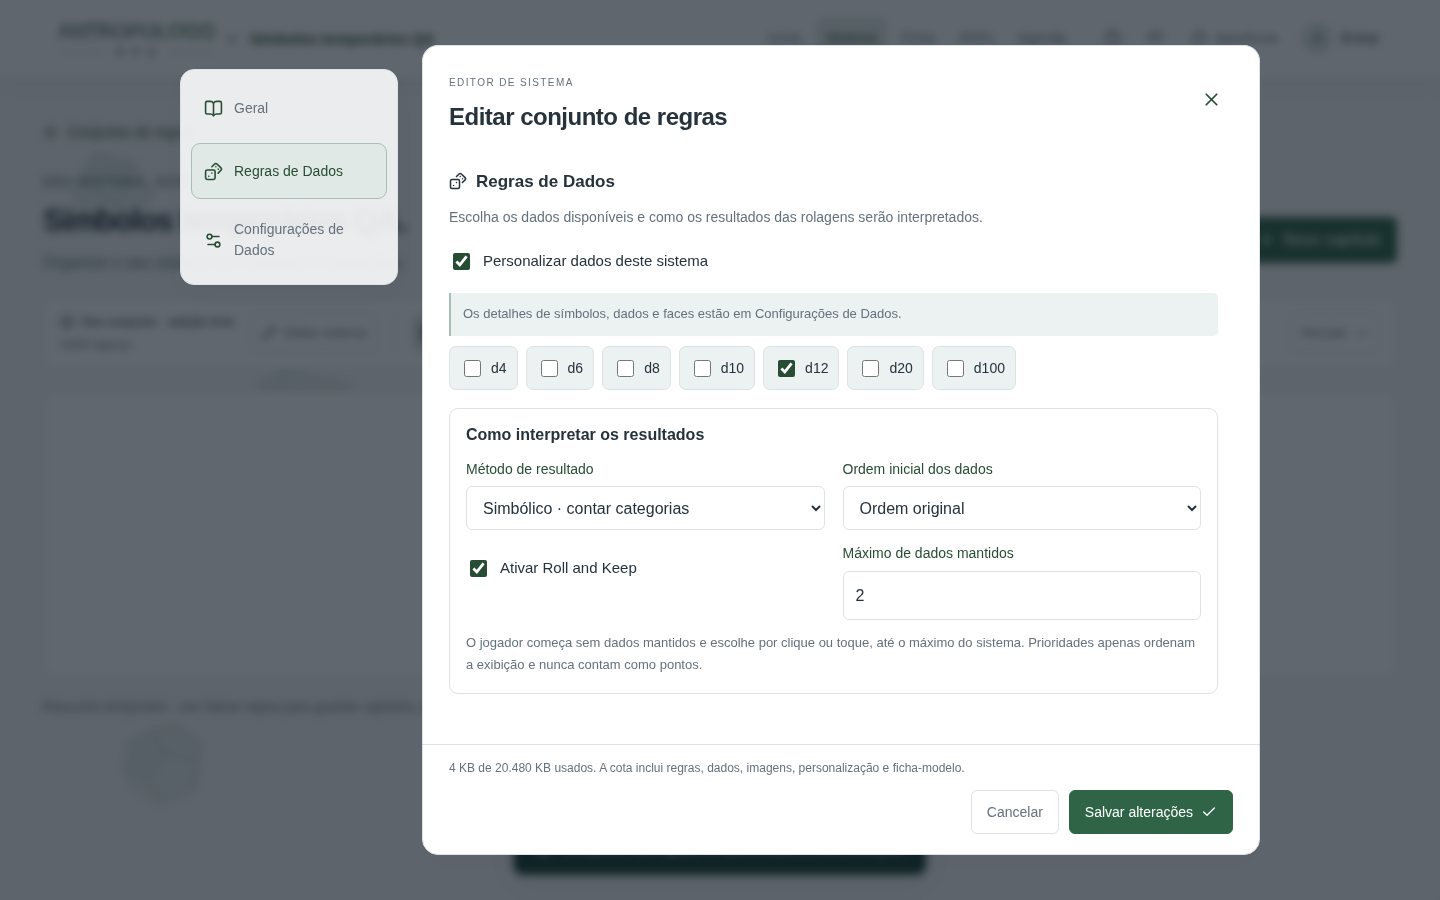 EDITOR DE SISTEMA
Editar conjunto de regras
Geral
Regras de Dados
Configurações de
Dados
Regras de Dados
Escolha os dados disponíveis e como os resultados das rolagens serão interpretados.
Personalizar dados deste sistema
Os detalhes de símbolos, dados e faces estão em Configurações de Dados.
d4
d6
d8
d10
d12
d20
d100
Como interpretar os resultados
Método de resultado
Ordem inicial dos dados
Simbólico · contar categorias
Ordem original
Ativar Roll and Keep
Máximo de dados mantidos
2
O jogador começa sem dados mantidos e escolhe por clique ou toque, até o máximo do sistema. Prioridades apenas ordenam
a exibição e nunca contam como pontos.
4 KB de 20.480 KB usados. A cota inclui regras, dados, imagens, personalização e ficha-modelo.
Cancelar
Salvar alterações